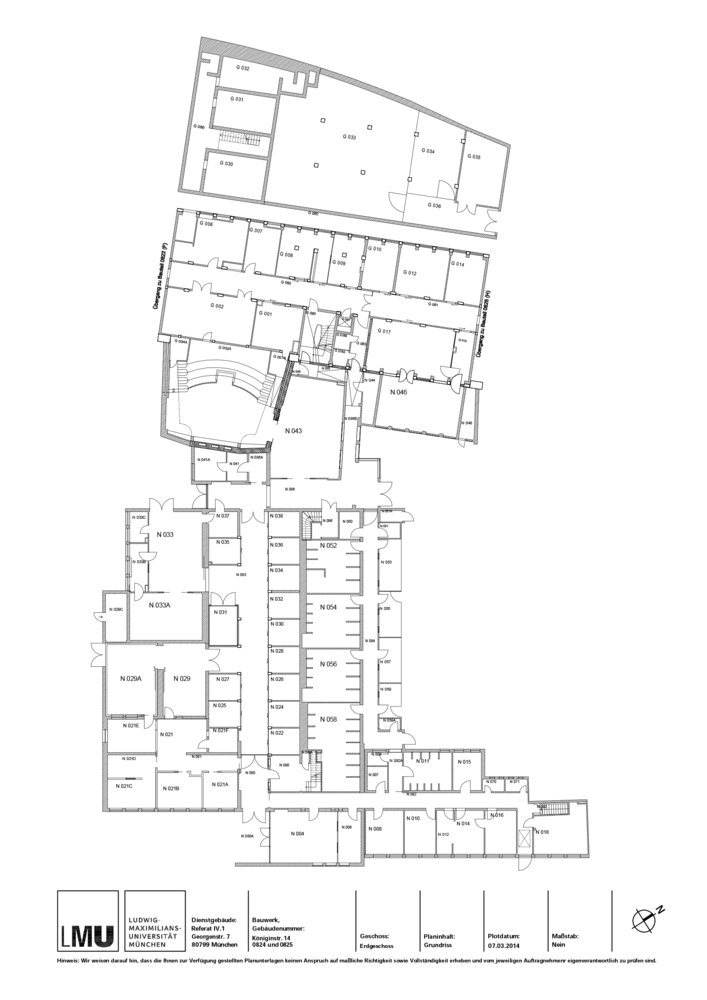 G 032
G 031
G 033
G 034
G 035
G 030
G 036
G 006
G 007
G 008
G 009
G 010
G 012
G 014
Übergang zu Bauteil 0822 (F)
Übergang zu Bauteil 0826 (H)
G 002
G 001
G 017
N 044
N 046
N 043
N 041A
N 041
N 033C
N 033
N 037
N 038
N 052
N 035
N 036
N 034
N 033A
N 032
N 054
N 031
N 030
N 028
N 056
N 029A
N 029
N 027
N 026
N 025
N 024
N 058
N 021E
N 021
N 021F
N 022
N 021D
N 021C
N 021B
N 021A
N 011
N 015
N 004
N 008
N 010
N 012
N 014
N 016
N 018
LMU
LUDWIG-
MAXIMILIANS-
UNIVERSITÄT
MÜNCHEN
Dienstgebäude:
Referat IV.1
Georgenstr. 7
80799 München
Bauwerk,
Gebäudenummer:
Königinstr. 14
0824 und 0825
Geschoss:
Erdgeschoss
Planinhalt:
Grundriss
Plotdatum:
07.03.2014
Maßstab:
Nein
N
Hinweis: Wir weisen darauf hin, dass die Ihnen zur Verfügung gestellten Planunterlagen keinen Anspruch auf maßliche Richtigkeit sowie Vollständigkeit erheben und vom jeweiligen Auftragnehmenr eigenverantwortlich zu prüfen sind.